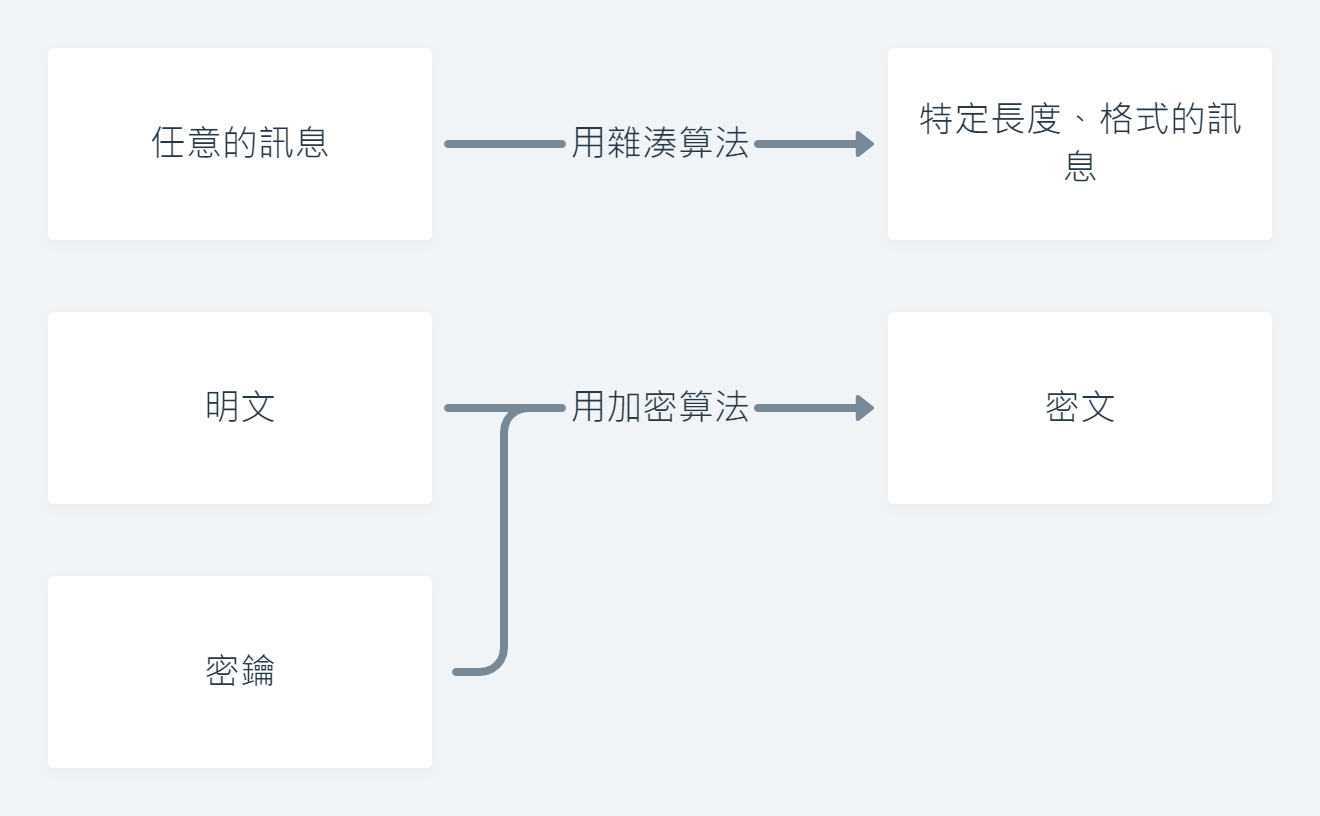 任意的訊息
用雜湊算法
特定長度、格式的訊
息
明文
用加密算法
密文
密鑰